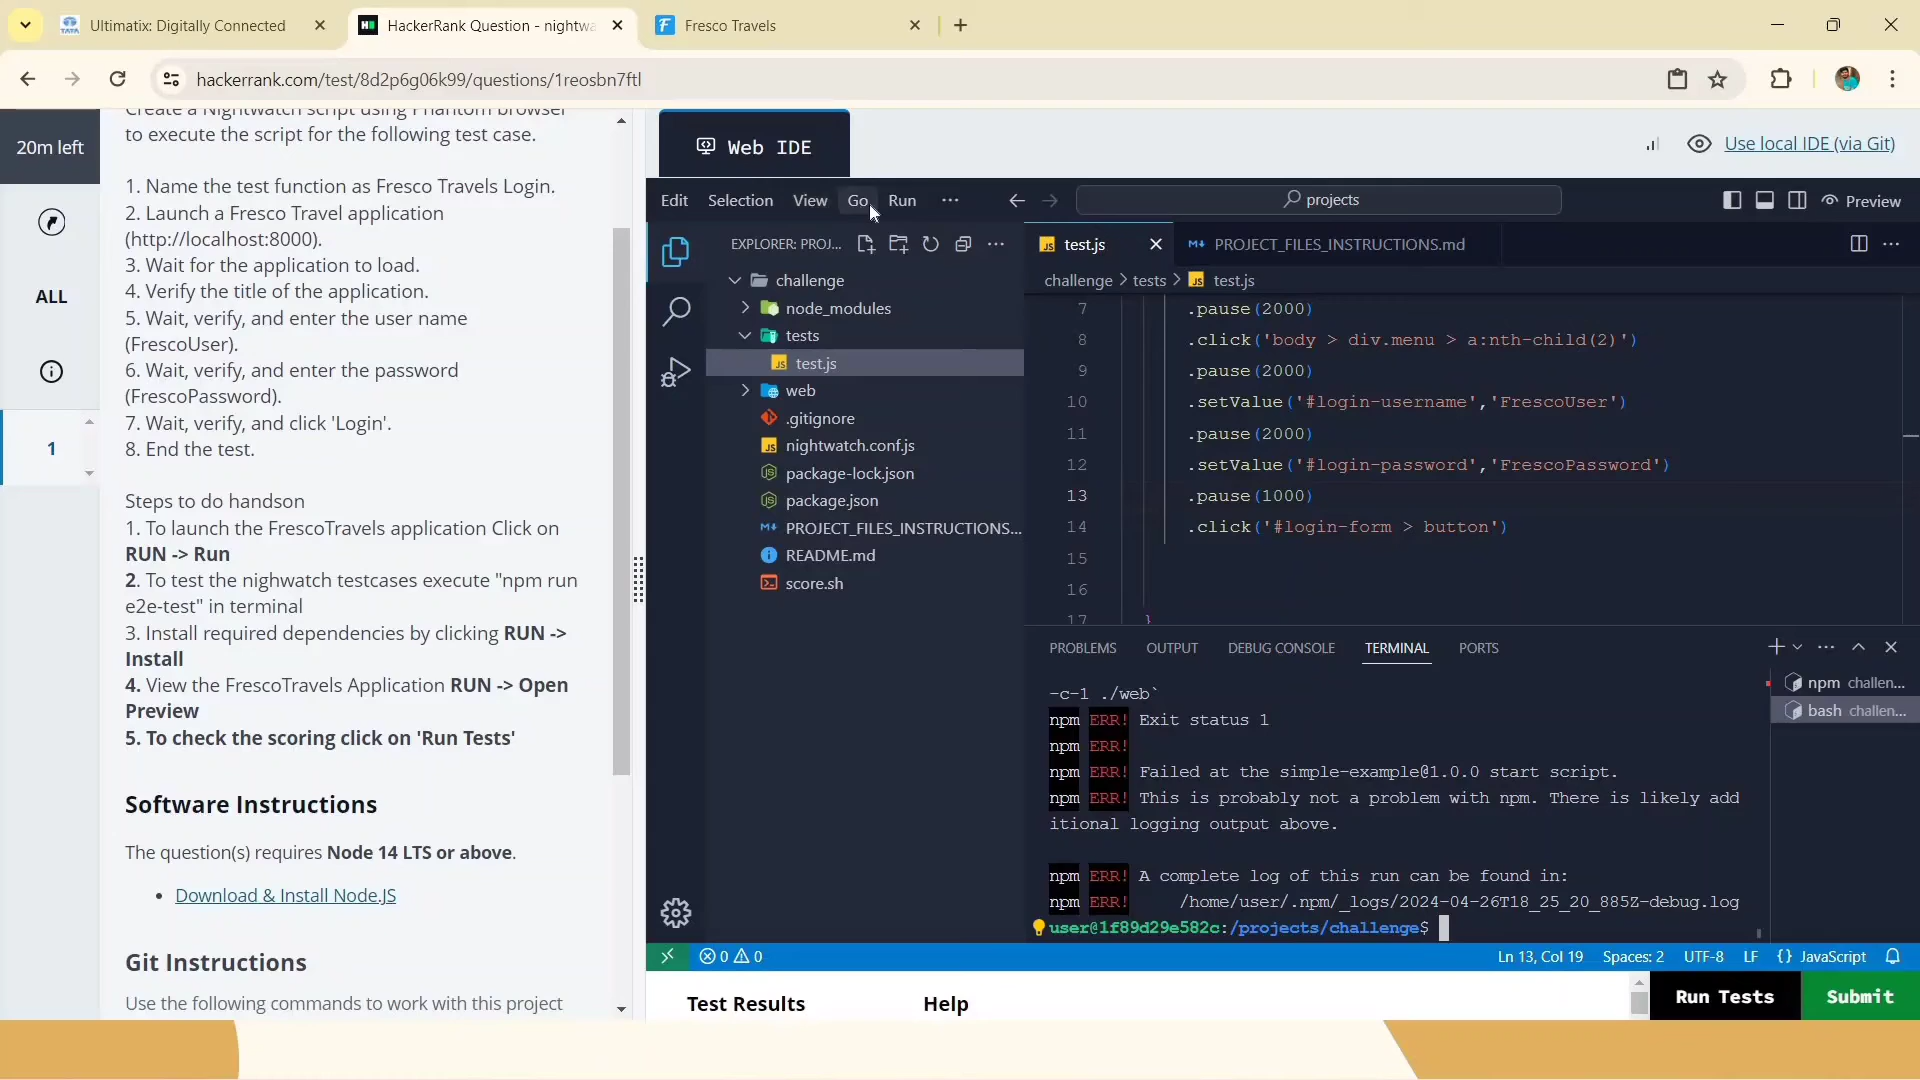 Ultimatix: Digitally Connected
HackerRank Question - nightwa
Fresco Travels
hackerrank.com/test/8d2p6g06k99/questions/1reosbn7ftl
20m left
ALL
1
Create a Nightwatch script using Phantom browser
to execute the script for the following test case.
1. Name the test function as Fresco Travels Login.
2. Launch a Fresco Travel application
(http://localhost:8000).
3. Wait for the application to load.
4. Verify the title of the application.
5. Wait, verify, and enter the user name
(FrescoUser).
6. Wait, verify, and enter the password
(FrescoPassword).
7. Wait, verify, and click 'Login'.
8. End the test.
Steps to do handson
1. To launch the FrescoTravels application Click on
RUN -> Run
2. To test the nighwatch testcases execute "npm run
e2e-test" in terminal
3. Install required dependencies by clicking RUN ->
Install
4. View the FrescoTravels Application RUN -> Open
Preview
5. To check the scoring click on 'Run Tests'
Software Instructions
The question(s) requires Node 14 LTS or above.
• Download & Install Node.JS
Git Instructions
Use the following commands to work with this project
Web IDE
Use local IDE (via Git)
Edit Selection View Go Run ···
projects
Preview
EXPLORER: PROJ...
challenge
node_modules
tests
JS test.js
web
.gitignore
JS nightwatch.conf.js
package-lock.json
package.json
PROJECT_FILES_INSTRUCTIONS...
README.md
score.sh
JS test.js
PROJECT_FILES_INSTRUCTIONS.md
challenge > tests > JS test.js
7 .pause(2000)
8 .click('body > div.menu > a:nth-child(2)')
9 .pause(2000)
10 .setValue('#login-username','FrescoUser')
11 .pause(2000)
12 .setValue('#login-password','FrescoPassword')
13 .pause(1000)
14 .click('#login-form > button')
15
16
17 }
PROBLEMS OUTPUT DEBUG CONSOLE TERMINAL PORTS
-c-1 ./web`
npm ERR! Exit status 1
npm ERR!
npm ERR! Failed at the simple-example@1.0.0 start script.
npm ERR! This is probably not a problem with npm. There is likely add
itional logging output above.
npm ERR! A complete log of this run can be found in:
npm ERR! /home/user/.npm/_logs/2024-04-26T18_25_20_885Z-debug.log
user@1f89d29e582c:/projects/challenge$
npm challen...
bash challen...
0 0
Ln 13, Col 19 Spaces: 2 UTF-8 LF {} JavaScript
Test Results
Help
Run Tests
Submit